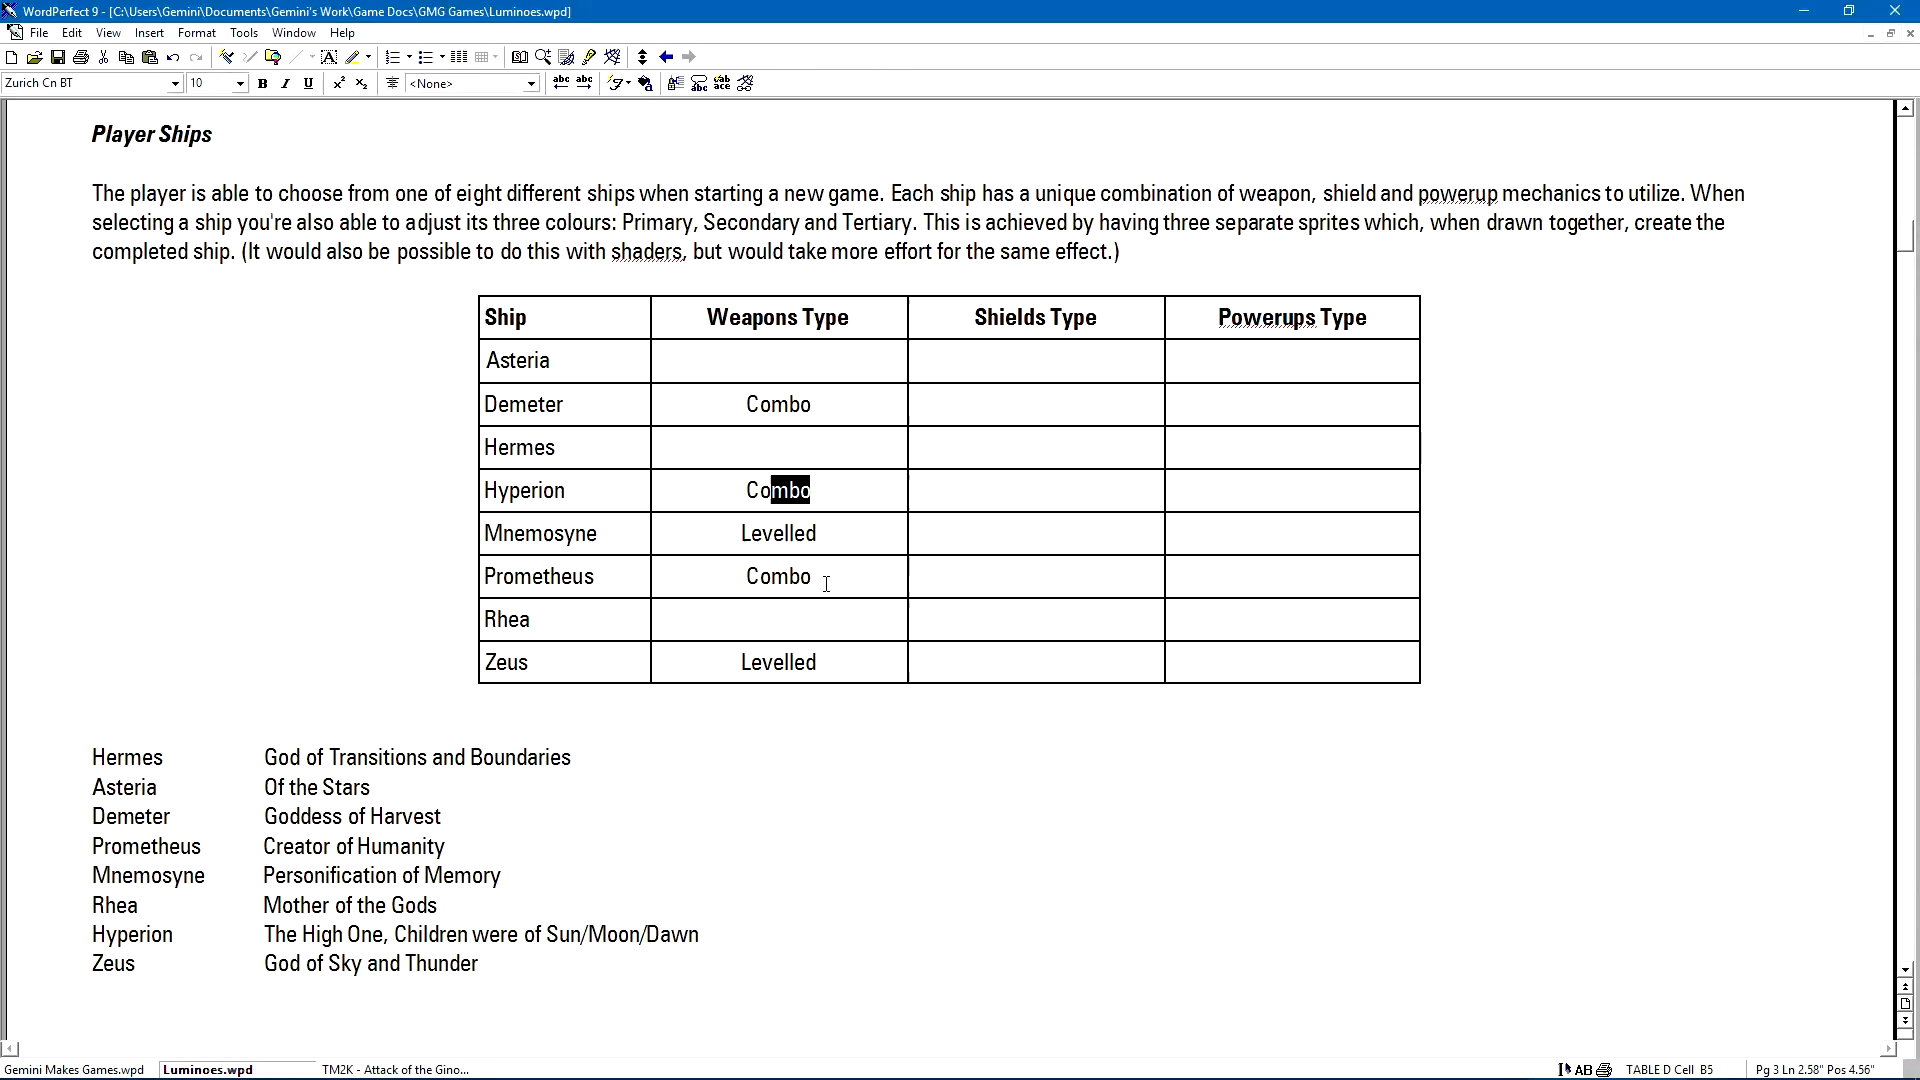 WordPerfect 9 - [C:\Users\Gemini\Documents\Gemini's Work\Game Docs\GMG Games\Luminoes.wpd]
File Edit View Insert Format Tools Window Help
Zurich Cn BT 10 B I U <None>
Player Ships
The player is able to choose from one of eight different ships when starting a new game. Each ship has a unique combination of weapon, shield and powerup mechanics to utilize. When
selecting a ship you're also able to adjust its three colours: Primary, Secondary and Tertiary. This is achieved by having three separate sprites which, when drawn together, create the
completed ship. (It would also be possible to do this with shaders, but would take more effort for the same effect.)
Ship Weapons Type Shields Type Powerups Type
Asteria
Demeter Combo
Hermes
Hyperion Combo
Mnemosyne Levelled
Prometheus Combo
Rhea
Zeus Levelled
Hermes God of Transitions and Boundaries
Asteria Of the Stars
Demeter Goddess of Harvest
Prometheus Creator of Humanity
Mnemosyne Personification of Memory
Rhea Mother of the Gods
Hyperion The High One, Children were of Sun/Moon/Dawn
Zeus God of Sky and Thunder
Gemini Makes Games.wpd Luminoes.wpd TM2K - Attack of the Gino... AB TABLE D Cell B5 Pg 3 Ln 2.58" Pos 4.56"